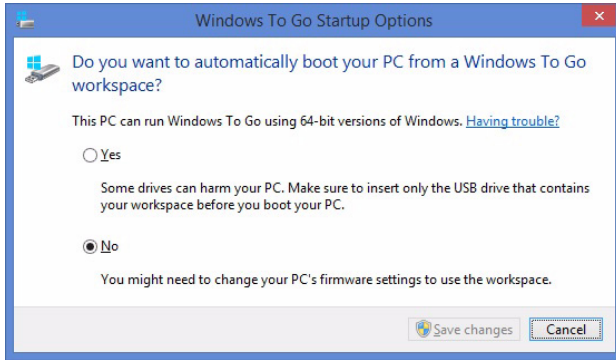 Windows To Go Startup Options
Do you want to automatically boot your PC from a Windows To Go
workspace?
This PC can run Windows To Go using 64-bit versions of Windows. Having trouble?
Yes
Some drives can harm your PC. Make sure to insert only the USB drive that contains
your workspace before you boot your PC.
No
You might need to change your PC's firmware settings to use the workspace.
Save changes
Cancel